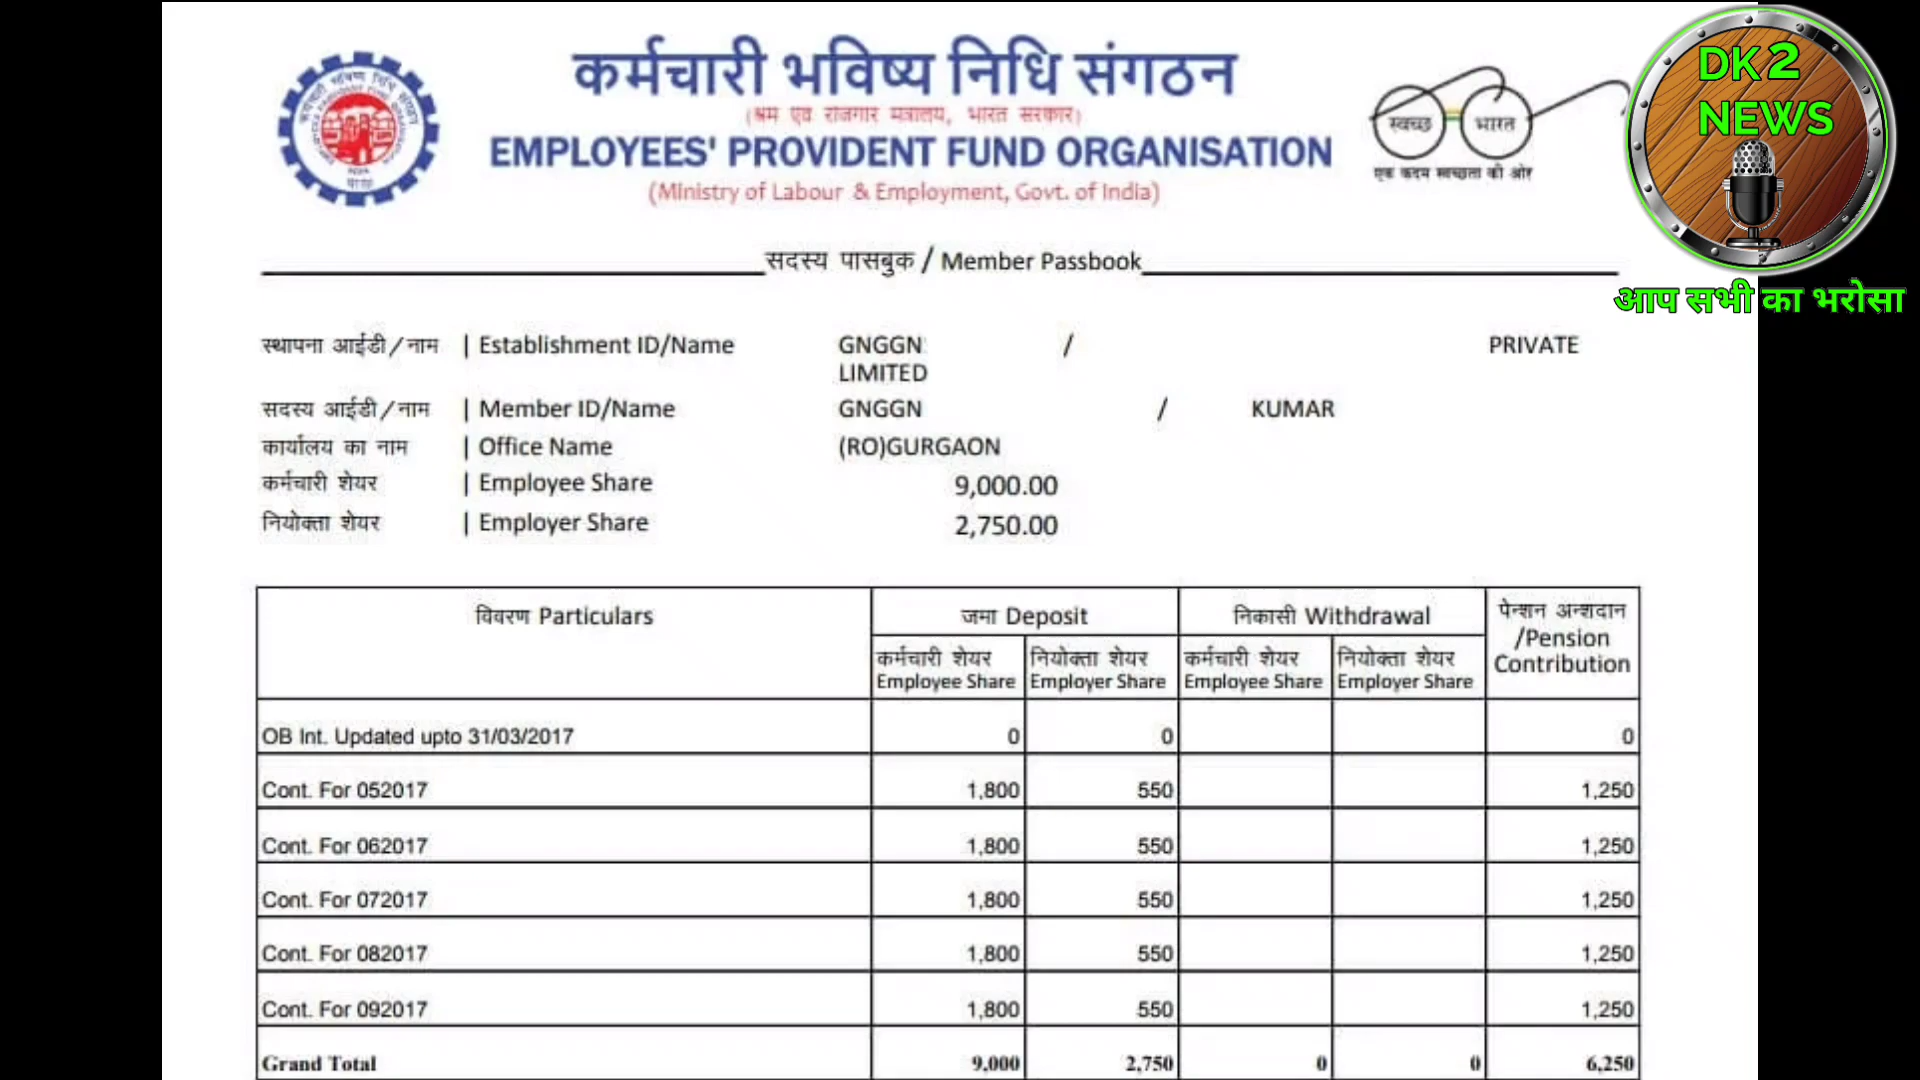 कर्मचारी भविष्य निधि संगठन
(श्रम एवं रोजगार मंत्रालय, भारत सरकार)
EMPLOYEES' PROVIDENT FUND ORGANISATION
(Ministry of Labour & Employment, Govt. of India)
स्वच्छ भारत
एक कदम स्वच्छता की ओर
DK2
NEWS
आप सभी का भरोसा
सदस्य पासबुक / Member Passbook
स्थापना आईडी/नाम | Establishment ID/Name GNGGN / PRIVATE
LIMITED
सदस्य आईडी/नाम | Member ID/Name GNGGN / KUMAR
कार्यालय का नाम | Office Name (RO)GURGAON
कर्मचारी शेयर | Employee Share 9,000.00
नियोक्ता शेयर | Employer Share 2,750.00
विवरण Particulars जमा Deposit निकासी Withdrawal पेन्शन अन्शदान
/Pension
Contribution
कर्मचारी शेयर नियोक्ता शेयर कर्मचारी शेयर नियोक्ता शेयर
Employee Share Employer Share Employee Share Employer Share
OB Int. Updated upto 31/03/2017 0 0 0
Cont. For 052017 1,800 550 1,250
Cont. For 062017 1,800 550 1,250
Cont. For 072017 1,800 550 1,250
Cont. For 082017 1,800 550 1,250
Cont. For 092017 1,800 550 1,250
Grand Total 9,000 2,750 0 0 6,250